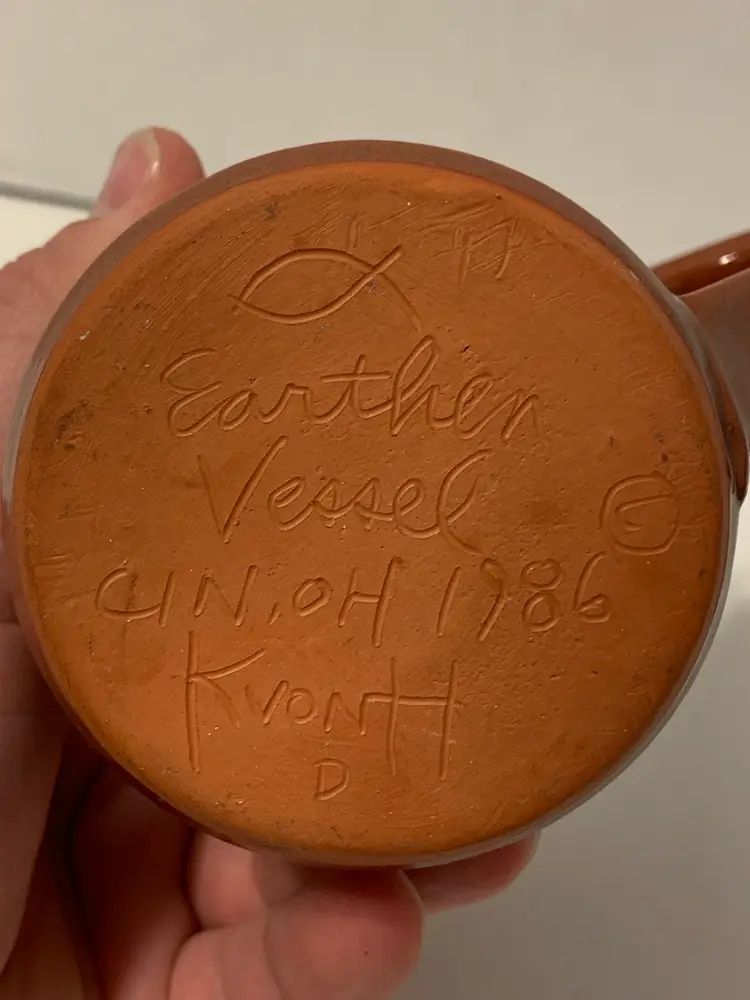 Earthen
Vessel
CIN, OH 1986
KVONH
D